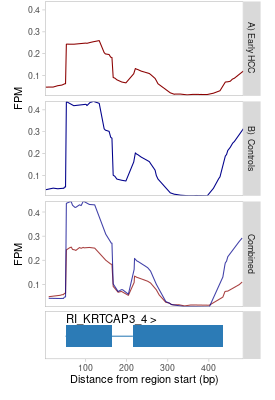 0.4
0.3
0.2
0.1
FPM
A) Early HCC
0.4
0.3
0.2
0.1
B) Controls
0.4
0.3
0.2
0.1
FPM
Combined
RI_KRTCAP3_4 >
100 200 300 400
Distance from region start (bp)